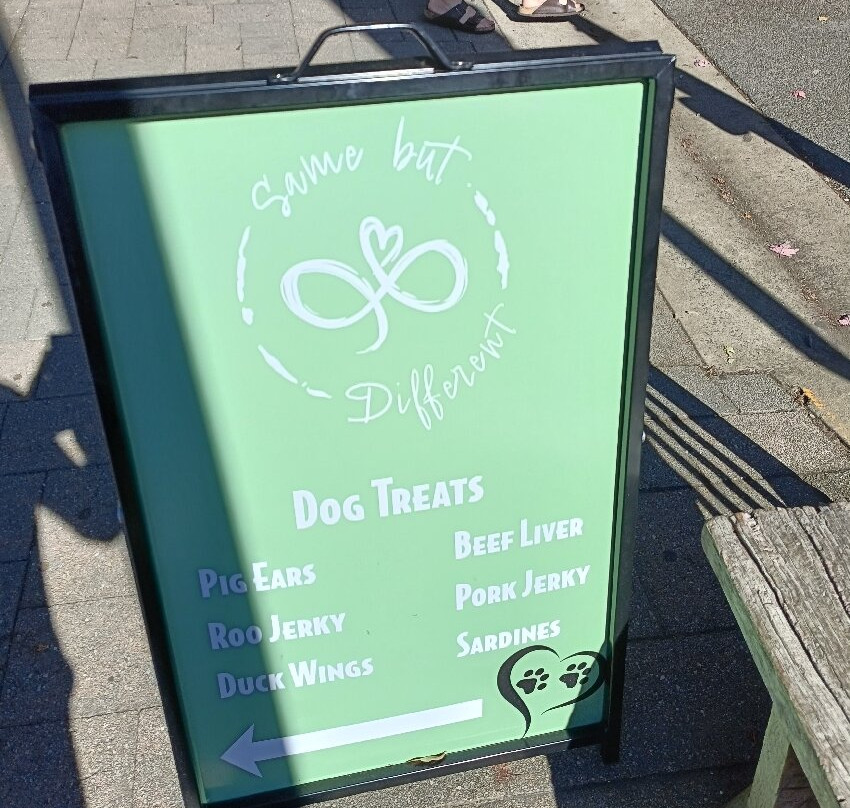 Same but
Different
DOG TREATS
PIG EARS
ROO JERKY
DUCK WINGS
BEEF LIVER
PORK JERKY
SARDINES